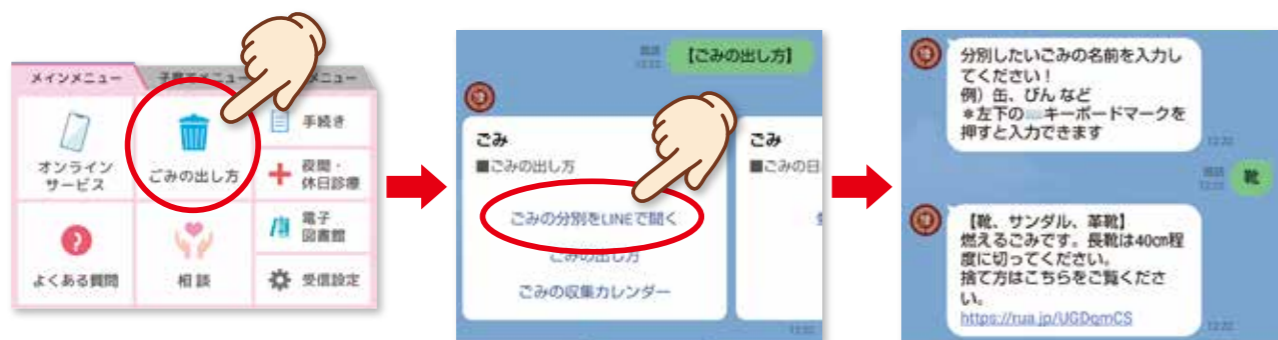 メインメニュー
子育てメニュー
メニュー
オンライン
サービス
ごみの出し方
手続き
夜間・
休日診療
よくある質問
相談
電子
図書館
受信設定
【ごみの出し方】
ごみ
■ごみの出し方
ごみの分別をLINEで聞く
ごみの出し方
ごみの収集カレンダー
ごみ
■ごみの日
分別したいごみの名前を入力し
てください！
例）缶、びん など
*左下の キーボードマークを
押すと入力できます
12:32
既読
靴
【靴、サンダル、革靴】
燃えるごみです。長靴は40cm程
度に切ってください。
捨て方はこちらをご覧くださ
い。
https://rua.jp/UGDqmCS
12:32